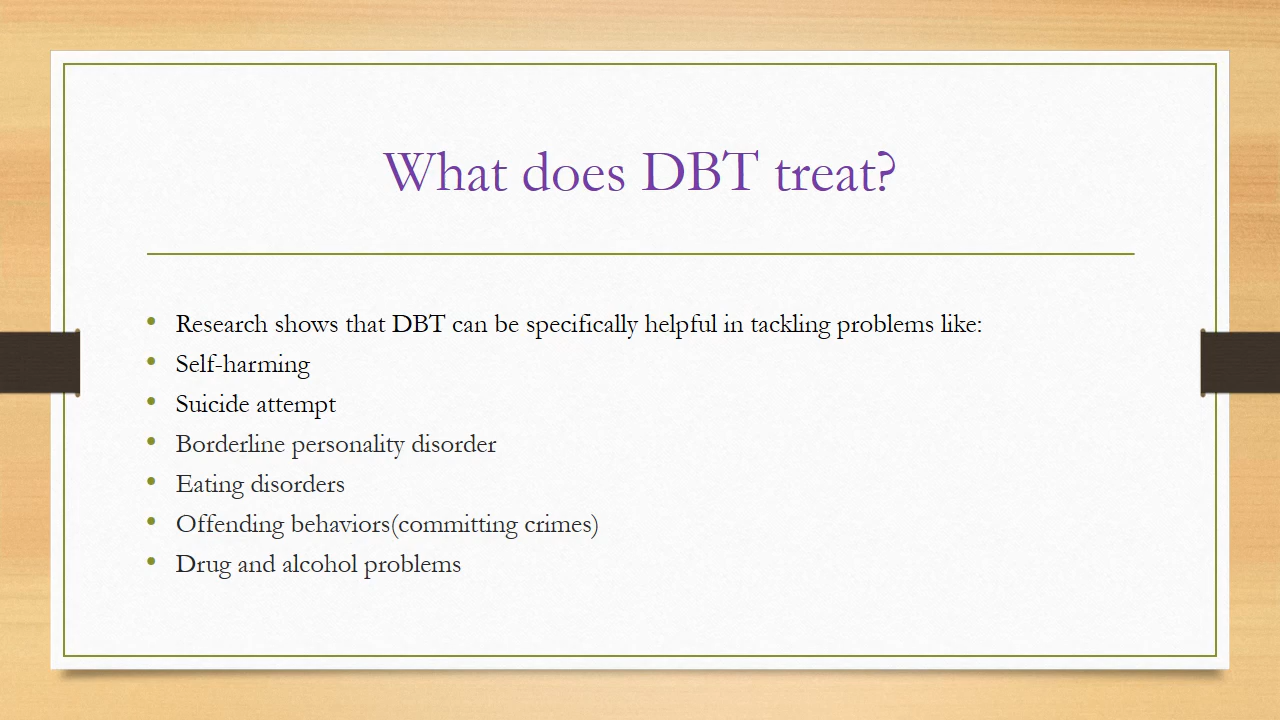 What does DBT treat?
• Research shows that DBT can be specifically helpful in tackling problems like:
• Self-harming
• Suicide attempt
• Borderline personality disorder
• Eating disorders
• Offending behaviors(committing crimes)
• Drug and alcohol problems